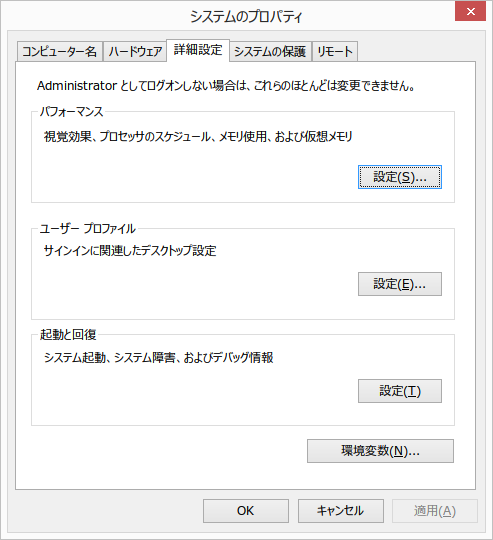 システムのプロパティ
コンピューター名 ハードウェア 詳細設定 システムの保護 リモート
Administrator としてログオンしない場合は、これらのほとんどは変更できません。
パフォーマンス
視覚効果、プロセッサのスケジュール、メモリ使用、および仮想メモリ
設定(S)...
ユーザー プロファイル
サインインに関連したデスクトップ設定
設定(E)...
起動と回復
システム起動、システム障害、およびデバッグ情報
設定(T)
環境変数(N)...
OK キャンセル 適用(A)